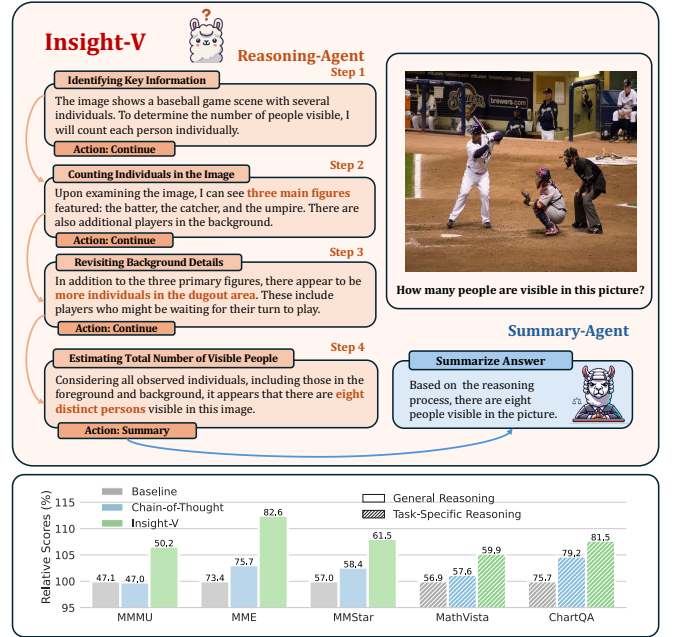 Insight-V
?
Reasoning-Agent
Step 1
Identifying Key Information
The image shows a baseball game scene with several
individuals. To determine the number of people visible, I
will count each person individually.
Action: Continue
Step 2
Counting Individuals in the Image
Upon examining the image, I can see three main figures
featured: the batter, the catcher, and the umpire. There are
also additional players in the background.
Action: Continue
Step 3
Revisiting Background Details
In addition to the three primary figures, there appear to be
more individuals in the dugout area. These include
players who might be waiting for their turn to play.
Action: Continue
Step 4
Estimating Total Number of Visible People
Considering all observed individuals, including those in the
foreground and background, it appears that there are eight
distinct persons visible in this image.
Action: Summary
brewers.com
How many people are visible in this picture?
Summary-Agent
Summarize Answer
Based on the reasoning
process, there are eight
people visible in the picture.
Relative Scores (%)
115
110
105
100
95
Baseline
Chain-of-Thought
Insight-V
General Reasoning
Task-Specific Reasoning
47.1 47.0 50.2
73.4 75.7 82.6
57.0 58.4 61.5
56.9 57.6 59.9
75.7 79.2 81.5
MMMU MME MMStar MathVista ChartQA